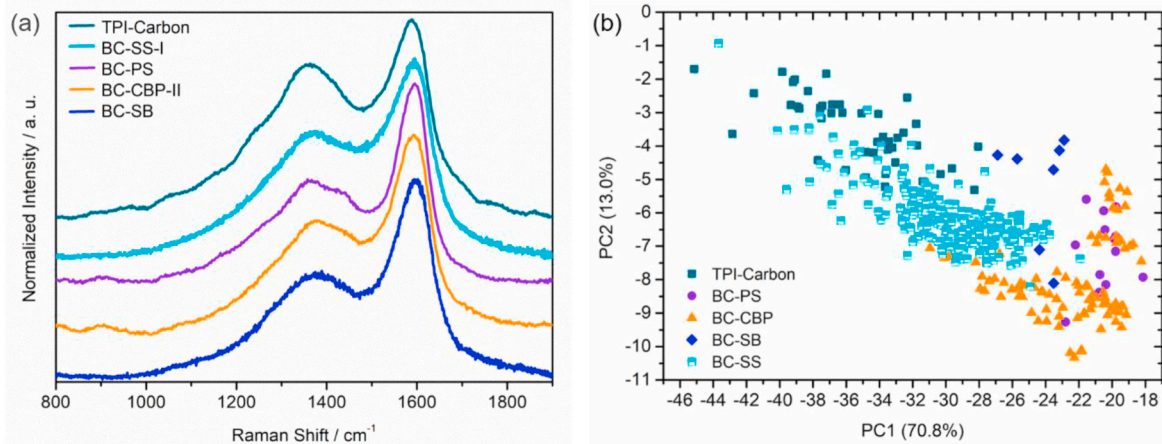 (a)
TPI-Carbon
BC-SS-I
BC-PS
BC-CBP-II
BC-SB
Normalized Intensity / a. u.
800 1000 1200 1400 1600 1800
Raman Shift / cm⁻¹
(b)
0
-1
-2
-3
-4
-5
-6
-7
-8
-9
-10
-11
PC2 (13.0%)
TPI-Carbon
BC-PS
BC-CBP
BC-SB
BC-SS
-46 -44 -42 -40 -38 -36 -34 -32 -30 -28 -26 -24 -22 -20 -18
PC1 (70.8%)